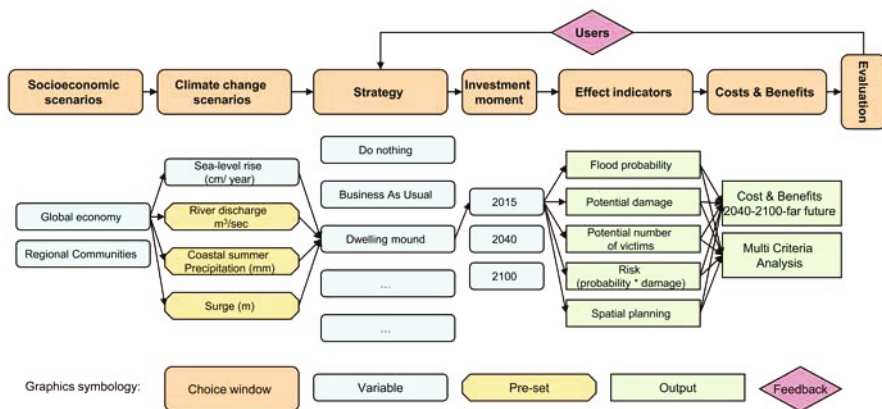 Users
Socioeconomic
scenarios
Climate change
scenarios
Strategy
Investment
moment
Effect indicators
Costs & Benefits
Evaluation
Do nothing
Sea-level rise
(cm/ year)
Flood probability
Business As Usual
Global economy
River discharge
m³/sec
2015
Potential damage
Cost & Benefits
2040-2100-far future
Dwelling mound
2040
Potential number
of victims
Regional Communities
Coastal summer
Precipitation (mm)
Multi Criteria
Analysis
...
2100
Risk
(probability * damage)
Surge (m)
...
Spatial planning
Graphics symbology:
Choice window
Variable
Pre-set
Output
Feedback